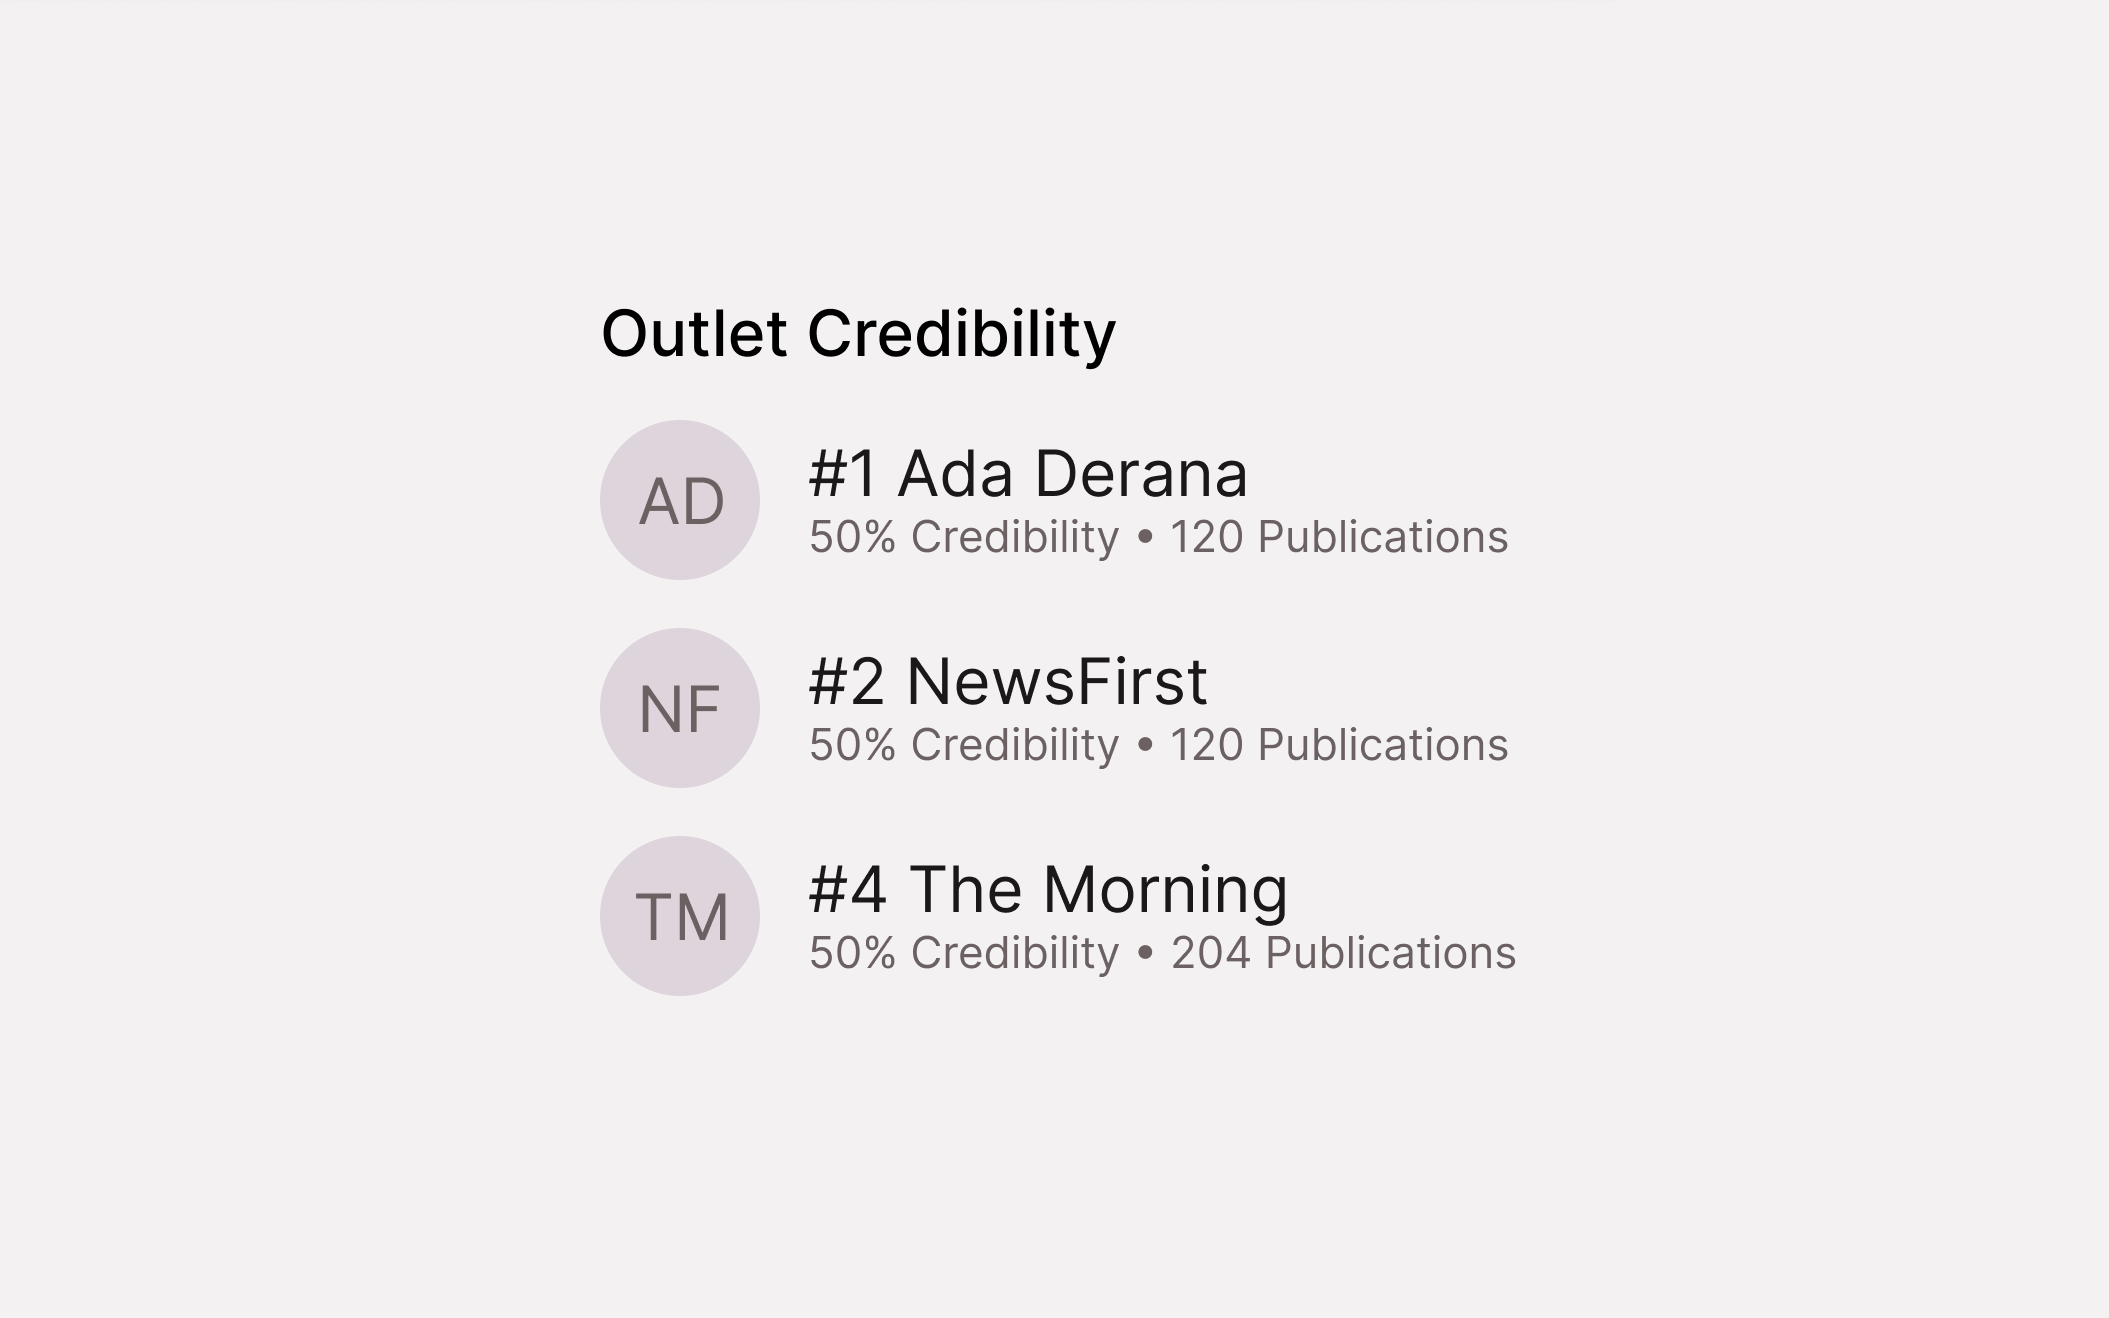 Outlet Credibility
AD
#1 Ada Derana
50% Credibility • 120 Publications
NF
#2 NewsFirst
50% Credibility • 120 Publications
TM
#4 The Morning
50% Credibility • 204 Publications